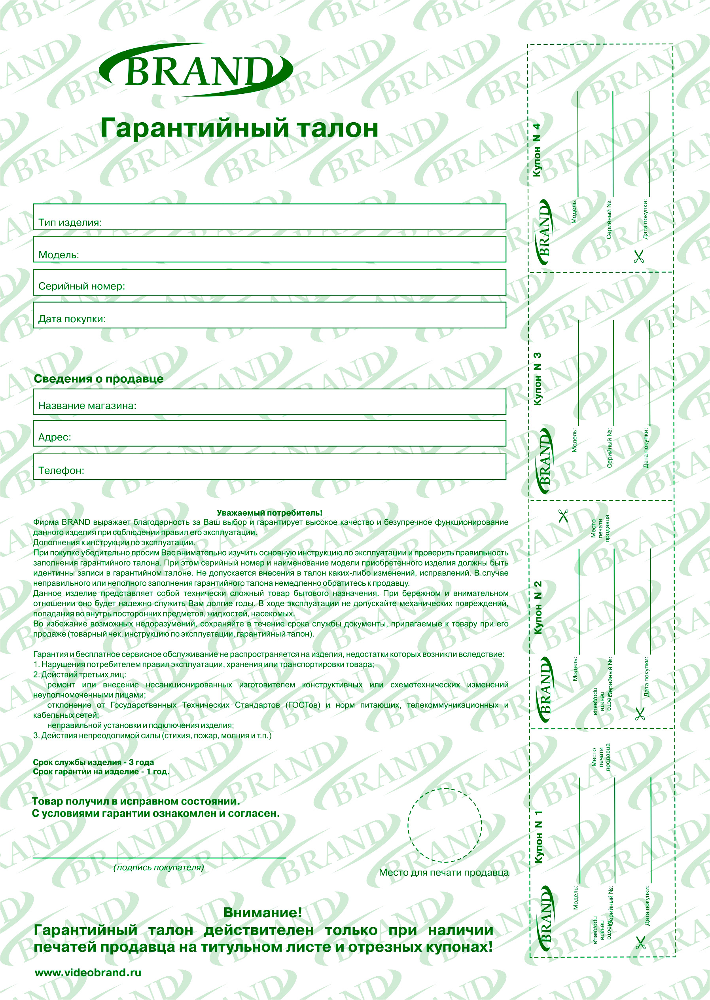 BRAND
Гарантийный талон
Тип изделия:
Модель:
Серийный номер:
Дата покупки:
Сведения о продавце
Название магазина:
Адрес:
Телефон:
Уважаемый потребитель!
Фирма BRAND выражает благодарность за Ваш выбор и гарантирует высокое качество и безупречное функционирование
данного изделия при соблюдении правил его эксплуатации.
Дополнения к инструкции по эксплуатации.
При покупке убедительно просим Вас внимательно изучить основную инструкцию по эксплуатации и проверить правильность
заполнения гарантийного талона. При этом серийный номер и наименование модели приобретенного изделия должны быть
идентичны записи в гарантийном талоне. Не допускается внесения в талон каких-либо изменений, исправлений. В случае
неправильного или неполного заполнения гарантийного талона немедленно обратитесь к продавцу.
Данное изделие представляет собой технически сложный товар бытового назначения. При бережном и внимательном
отношении оно будет надежно служить Вам долгие годы. В ходе эксплуатации не допускайте механических повреждений,
попадания во внутрь посторонних предметов, жидкостей, насекомых.
Во избежание возможных недоразумений, сохраняйте в течение срока службы документы, прилагаемые к товару при его
продаже (товарный чек, инструкцию по эксплуатации, гарантийный талон).
Гарантия и бесплатное сервисное обслуживание не распространяется на изделия, недостатки которых возникли вследствие:
1. Нарушения потребителем правил эксплуатации, хранения или транспортировки товара;
2. Действий третьих лиц:
ремонт или внесение несанкционированных изготовителем конструктивных или схемотехнических изменений
неуполномоченными лицами;
отклонение от Государственных Технических Стандартов (ГОСТов) и норм питающих, телекоммуникационных и
кабельных сетей;
неправильной установки и подключения изделия;
3. Действия непреодолимой силы (стихия, пожар, молния и т.п.)
Срок службы изделия - 3 года
Срок гарантии на изделие - 1 год.
Товар получил в исправном состоянии.
С условиями гарантии ознакомлен и согласен.
(подпись покупателя)
Место для печати продавца
Внимание!
Гарантийный талон действителен только при наличии
печатей продавца на титульном листе и отрезных купонах!
www.videobrand.ru
BRAND
Купон N 4
Модель:
Серийный №:
Дата покупки:
BRAND
Купон N 3
Модель:
Серийный №:
Дата покупки:
Место
печати
продавца
BRAND
Купон N 2
Модель:
Серийный №:
Дата покупки:
Место
печати
продавца
Место
печати
продавца
BRAND
Купон N 1
Модель:
Серийный №:
Дата покупки:
Место
печати
продавца